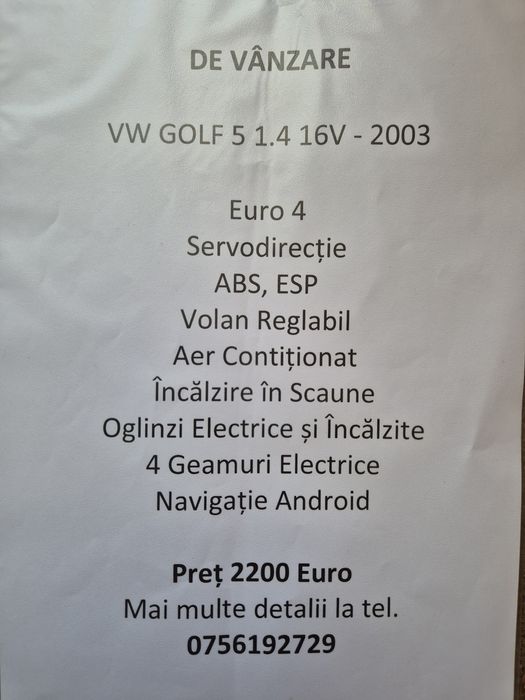 DE VÂNZARE
VW GOLF 5 1.4 16V - 2003
Euro 4
Servodirecție
ABS, ESP
Volan Reglabil
Aer Contiționat
Încălzire în Scaune
Oglinzi Electrice și Încălzite
4 Geamuri Electrice
Navigație Android
Preț 2200 Euro
Mai multe detalii la tel.
0756192729